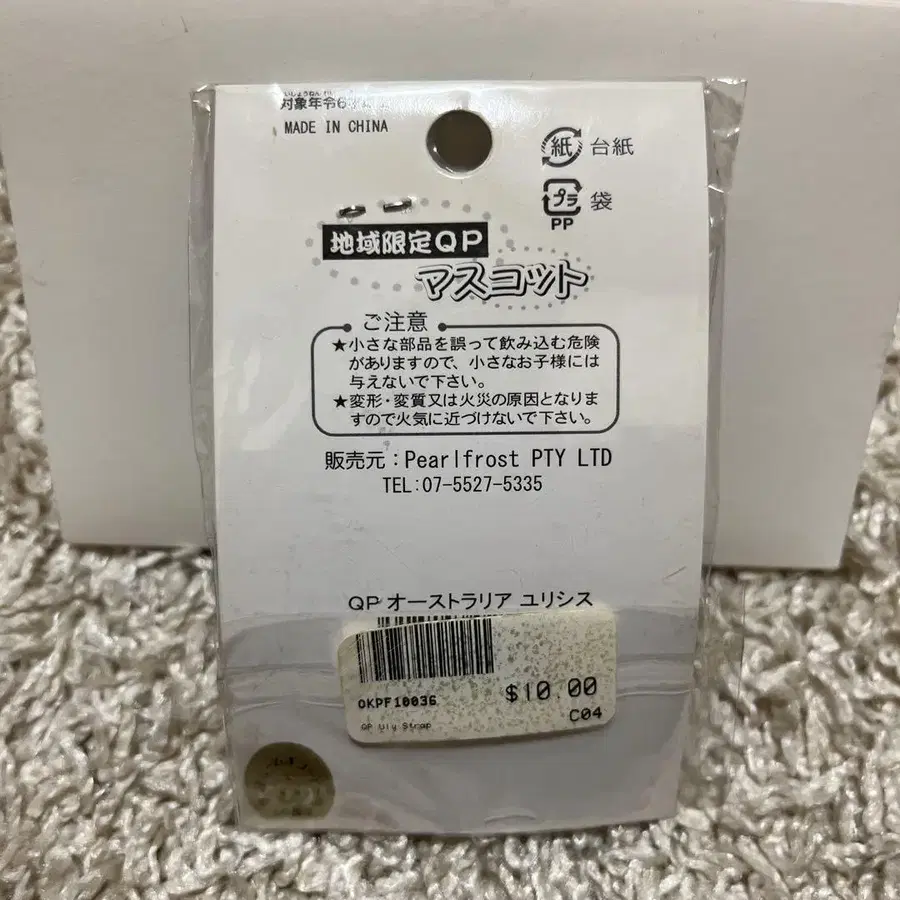 対象年令6
MADE IN CHINA
紙 台紙
プラ 袋
PP
地域限定QP
マスコット
ご注意
★小さな部品を誤って飲み込む危険
がありますので、小さなお子様には
与えないで下さい。
★変形・変質又は火災の原因となりま
すので火気に近づけないで下さい。
販売元：Pearlfrost PTY LTD
TEL:07-5527-5335
QP オーストラリア ユリシス
$10.00
OKPF10036
C04
QP Uly Strap